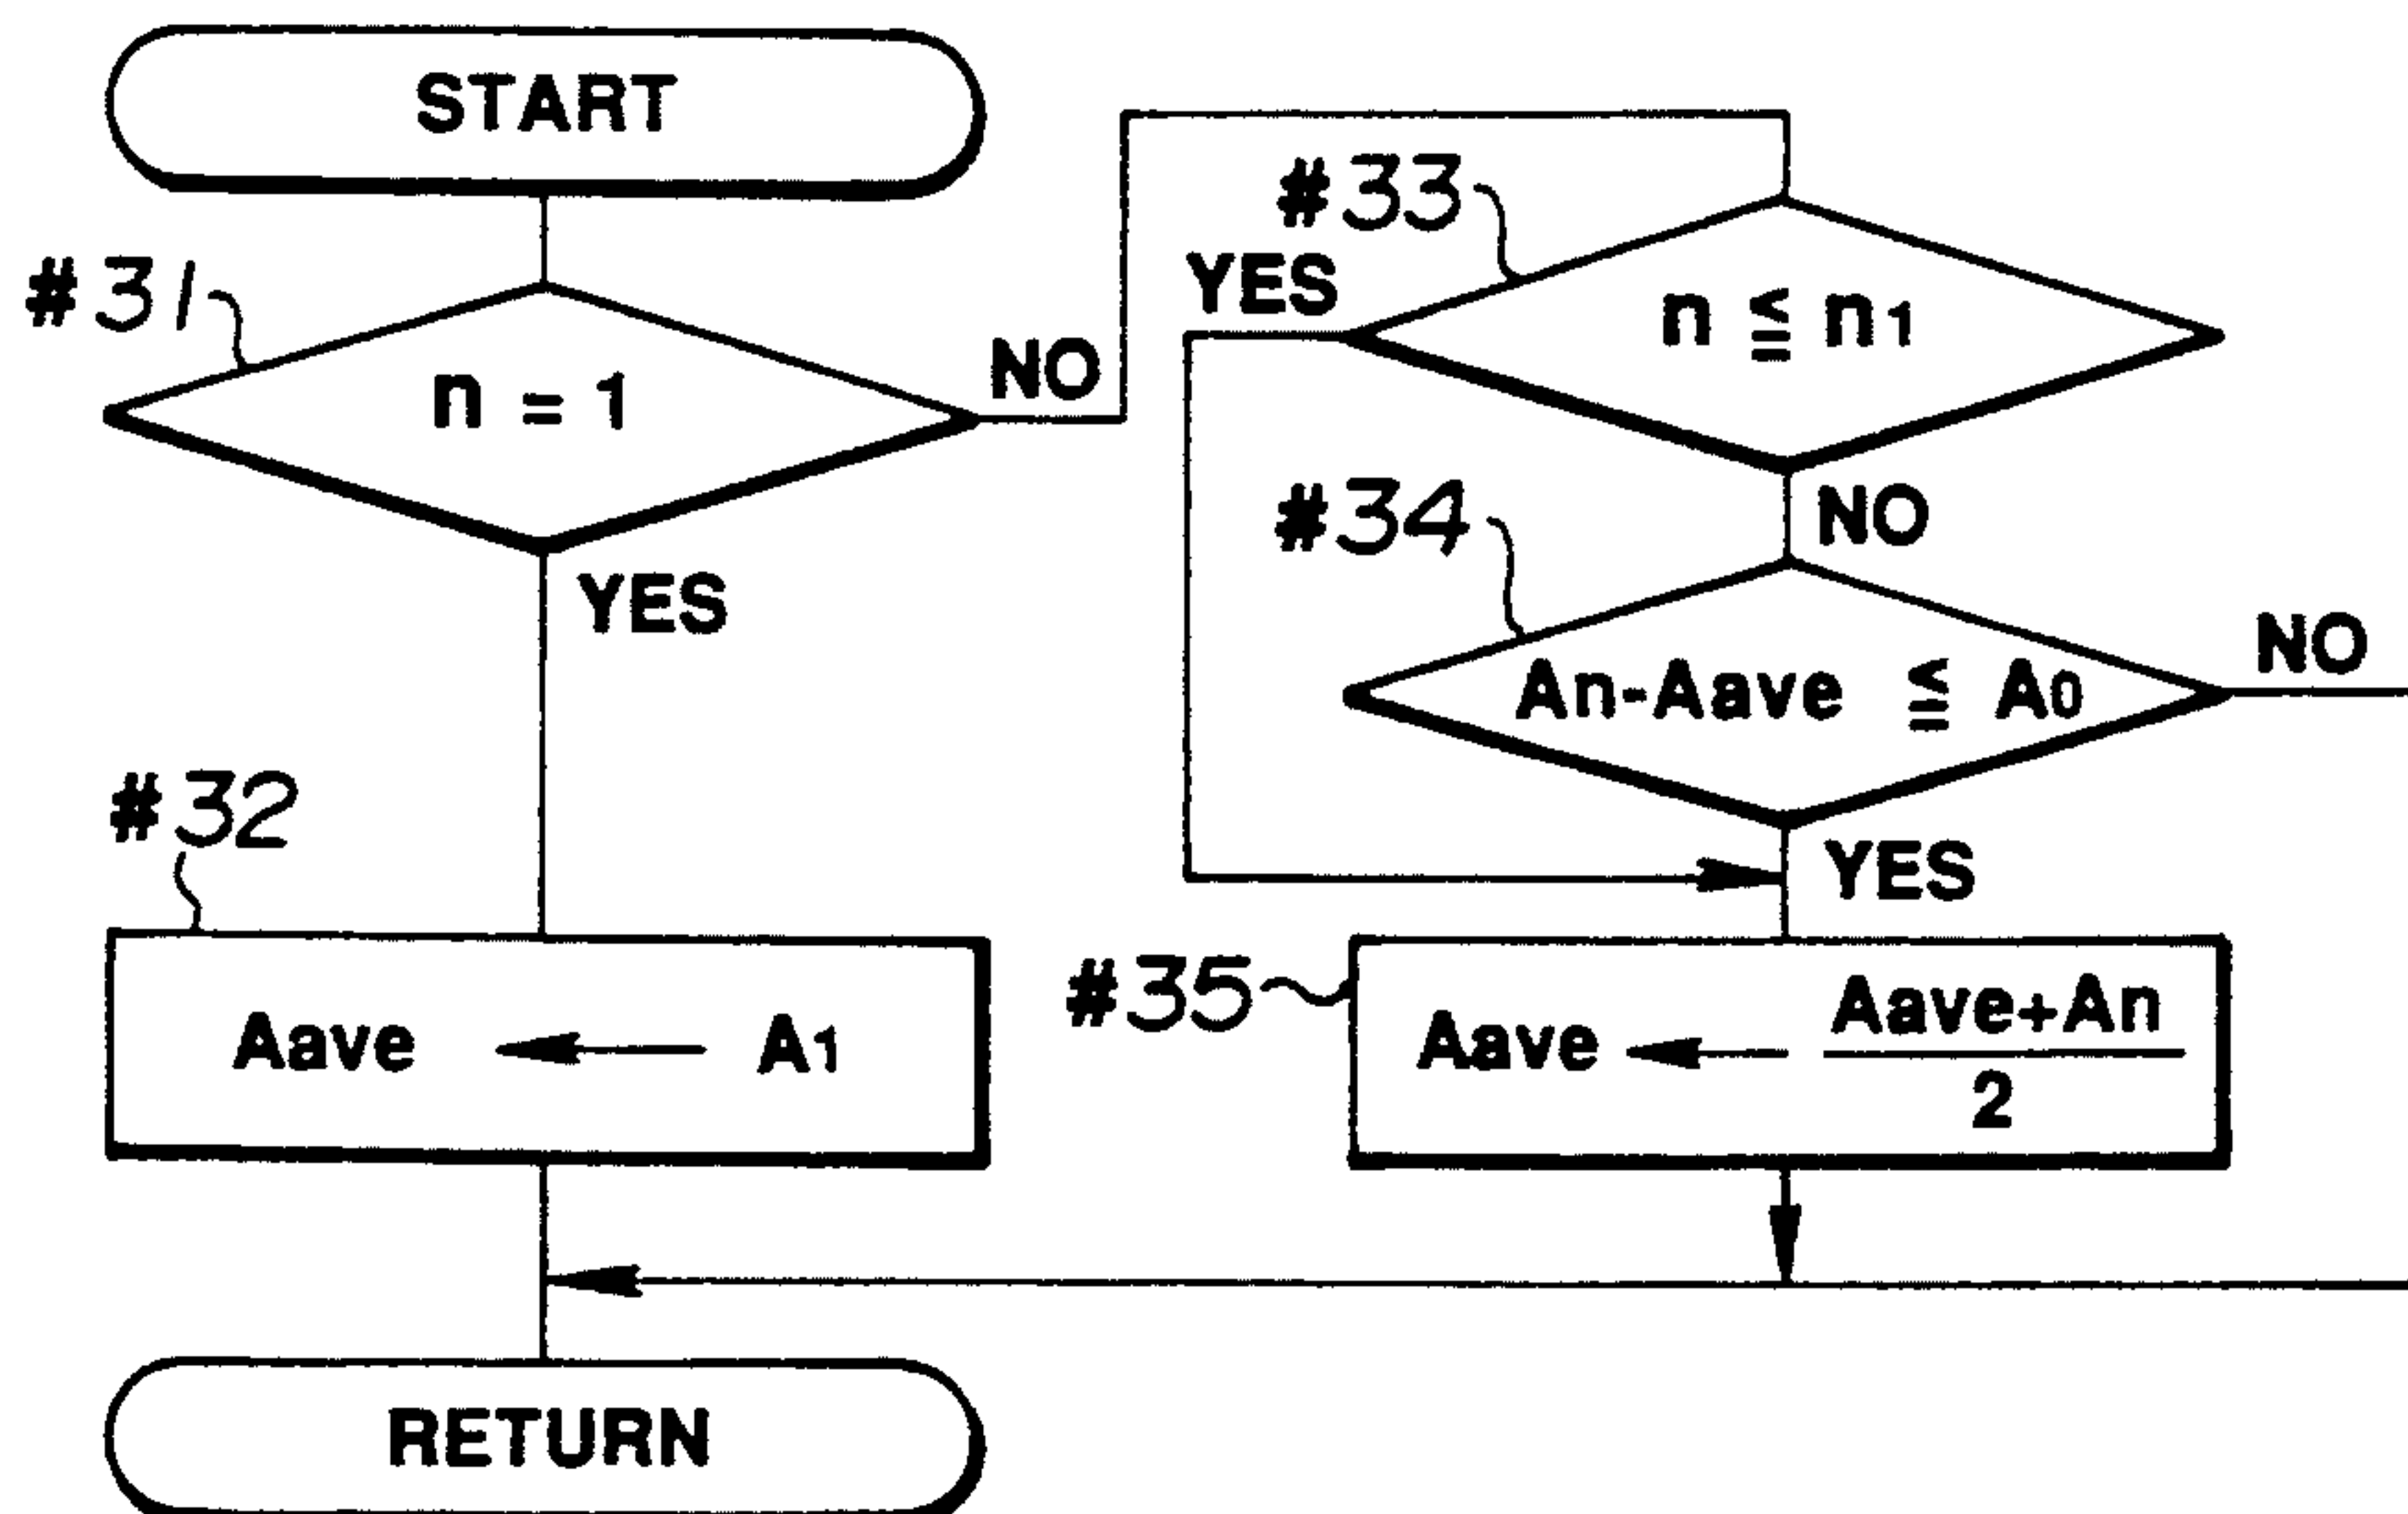 START
#31
n = 1
NO
YES
#32
Aave ← A1
RETURN
#33
YES
n ≦ n1
NO
#34
An-Aave ≦ A0
NO
YES
#35
Aave ← Aave+An
2